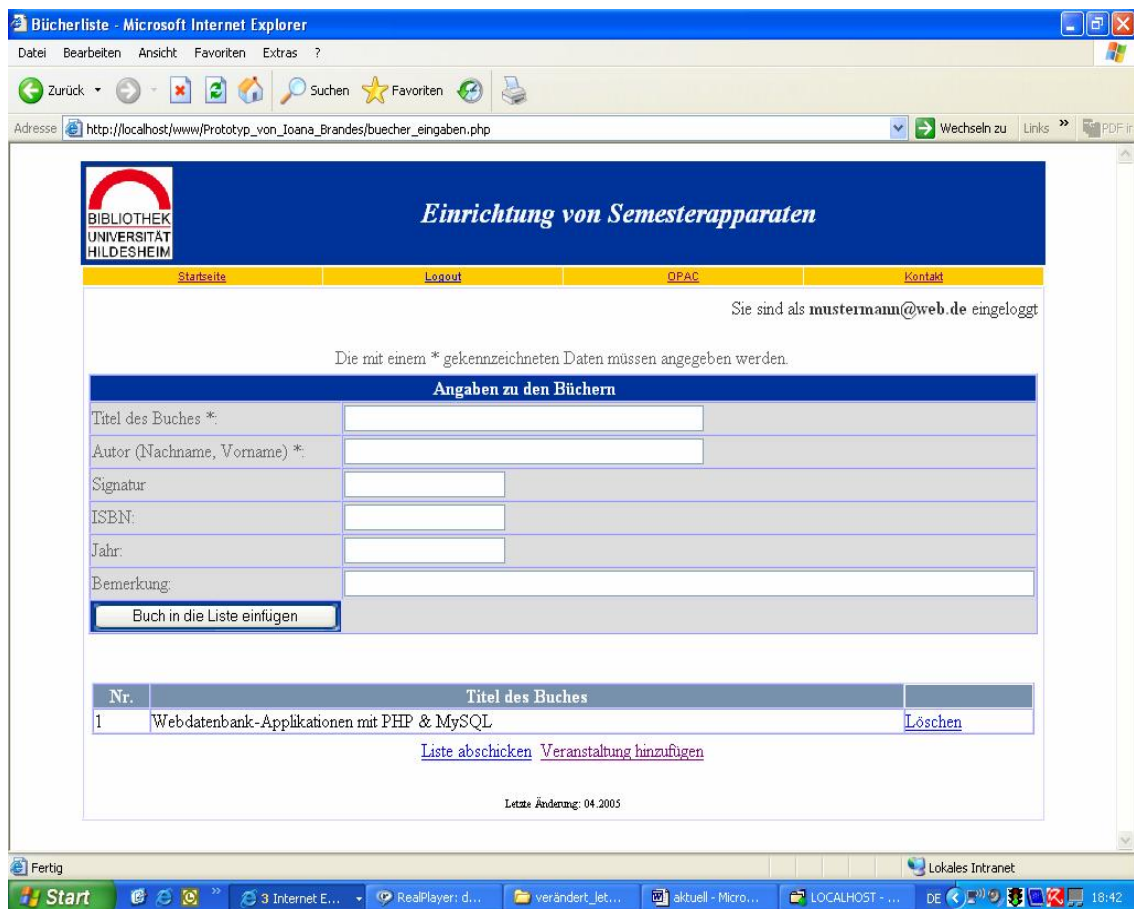 Bücherliste - Microsoft Internet Explorer
Datei Bearbeiten Ansicht Favoriten Extras ?
Zurück Suchen Favoriten
Adresse http://localhost/www/Prototyp_von_Ioana_Brandes/buecher_eingaben.php Wechseln zu Links » PDF
BIBLIOTHEK
UNIVERSITÄT
HILDESHEIM
Einrichtung von Semesterapparaten
Startseite Logout OPAC Kontakt
Sie sind als mustermann@web.de eingeloggt
Die mit einem * gekennzeichneten Daten müssen angegeben werden.
Angaben zu den Büchern
Titel des Buches *:
Autor (Nachname, Vorname) *:
Signatur
ISBN:
Jahr:
Bemerkung:
Buch in die Liste einfügen
Nr. Titel des Buches
1 Webdatenbank-Applikationen mit PHP & MySQL Löschen
Liste abschicken Veranstaltung hinzufügen
Letzte Änderung: 04.2005
Fertig Lokales Intranet
Start » 3 Internet E... RealPlayer: d... verändert_let... aktuell - Micro... LOCALHOST - ... DE 18:42